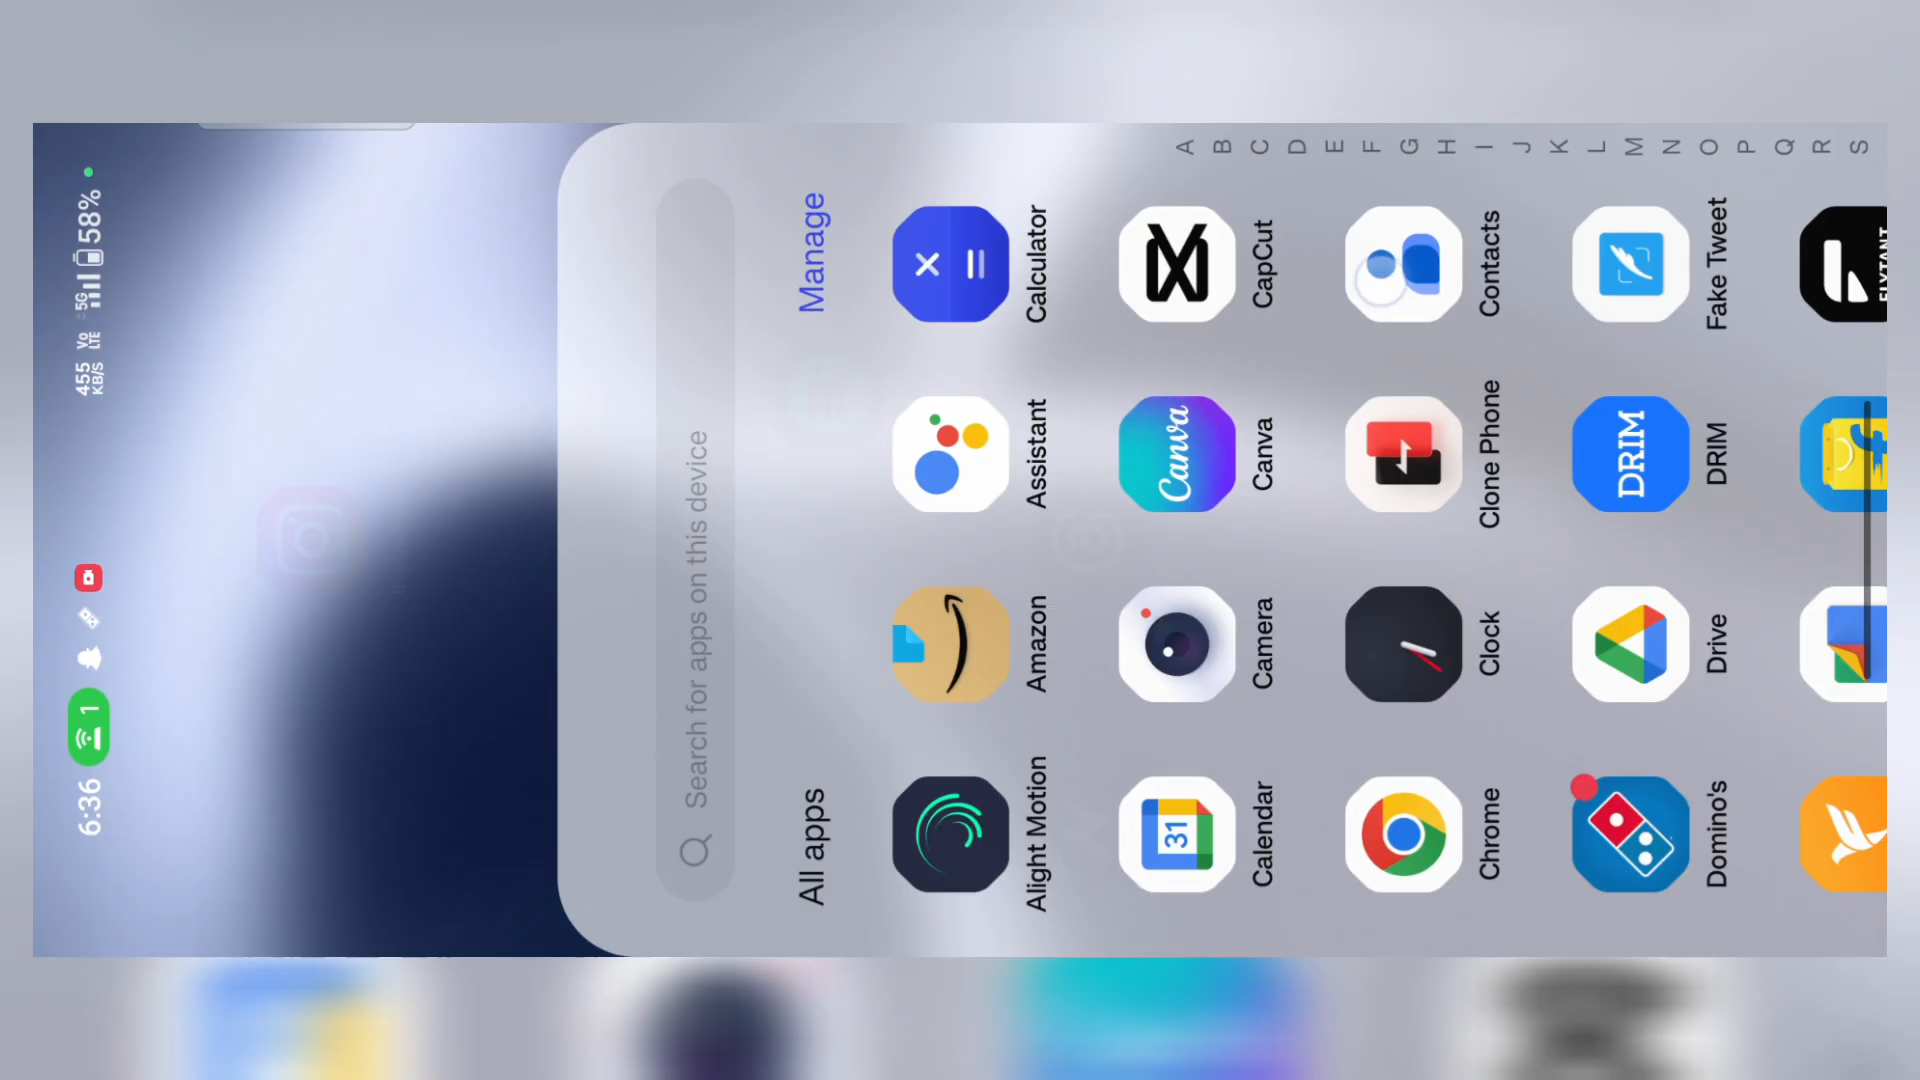 6:36 1 455 KB/S Vo LTE 5G 58%
Search for apps on this device
All apps Manage
Alight Motion Amazon Assistant Calculator
31 Canva
Calendar Camera Canva CapCut
Chrome Clock Clone Phone Contacts
DRIM
Domino's Drive DRIM Fake Tweet
A
B
C
D
E
F
G
H
I
J
K
L
M
N
O
P
Q
R
S